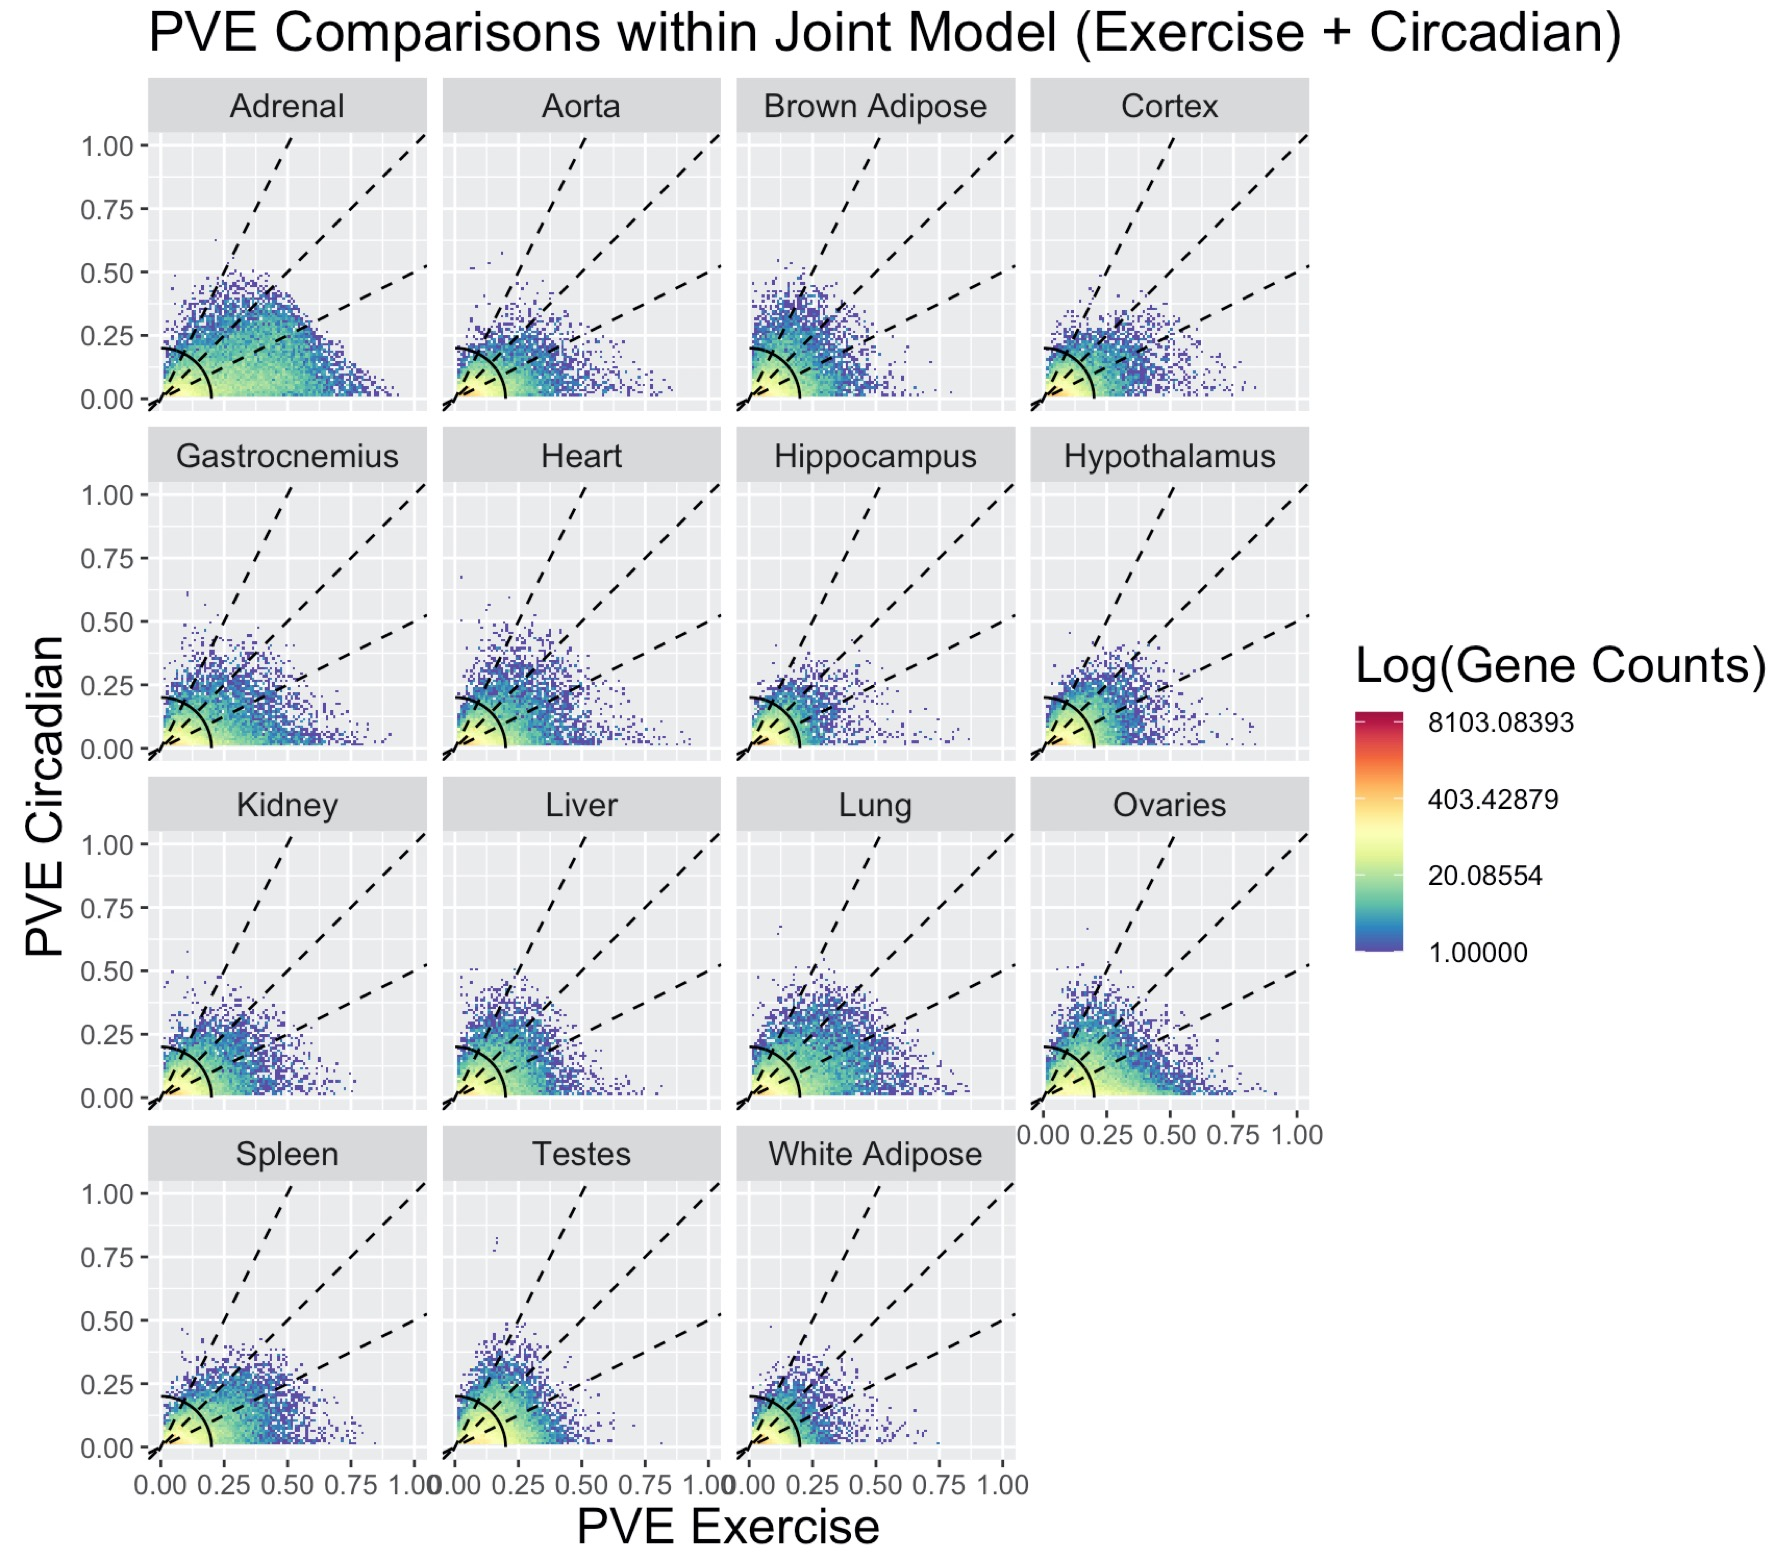 PVE Comparisons within Joint Model (Exercise + Circadian)
Adrenal Aorta Brown Adipose Cortex
1.00
0.75
0.50
0.25
0.00
Gastrocnemius Heart Hippocampus Hypothalamus
1.00
0.75
0.50
0.25
0.00
Kidney Liver Lung Ovaries
1.00
0.75
0.50
0.25
0.00
0.00 0.25 0.50 0.75 1.00
Spleen Testes White Adipose
1.00
0.75
0.50
0.25
0.00
0.00 0.25 0.50 0.75 1.00 0.00 0.25 0.50 0.75 1.00 0.00 0.25 0.50 0.75 1.00
PVE Exercise
PVE Circadian
Log(Gene Counts)
8103.08393
403.42879
20.08554
1.00000